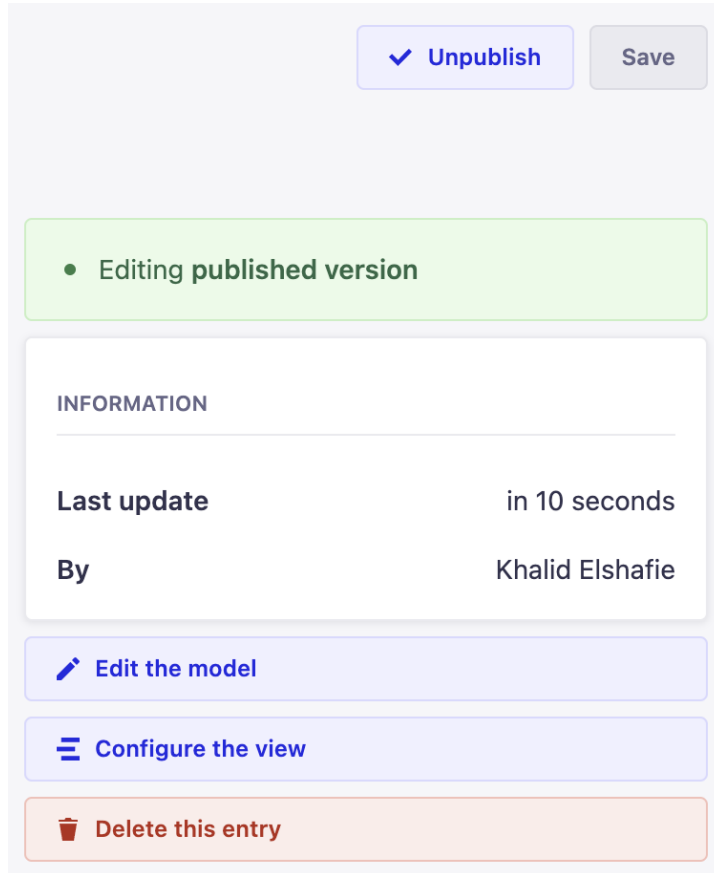 Unpublish
Save
Editing published version
INFORMATION
Last update in 10 seconds
By Khalid Elshafie
Edit the model
Configure the view
Delete this entry